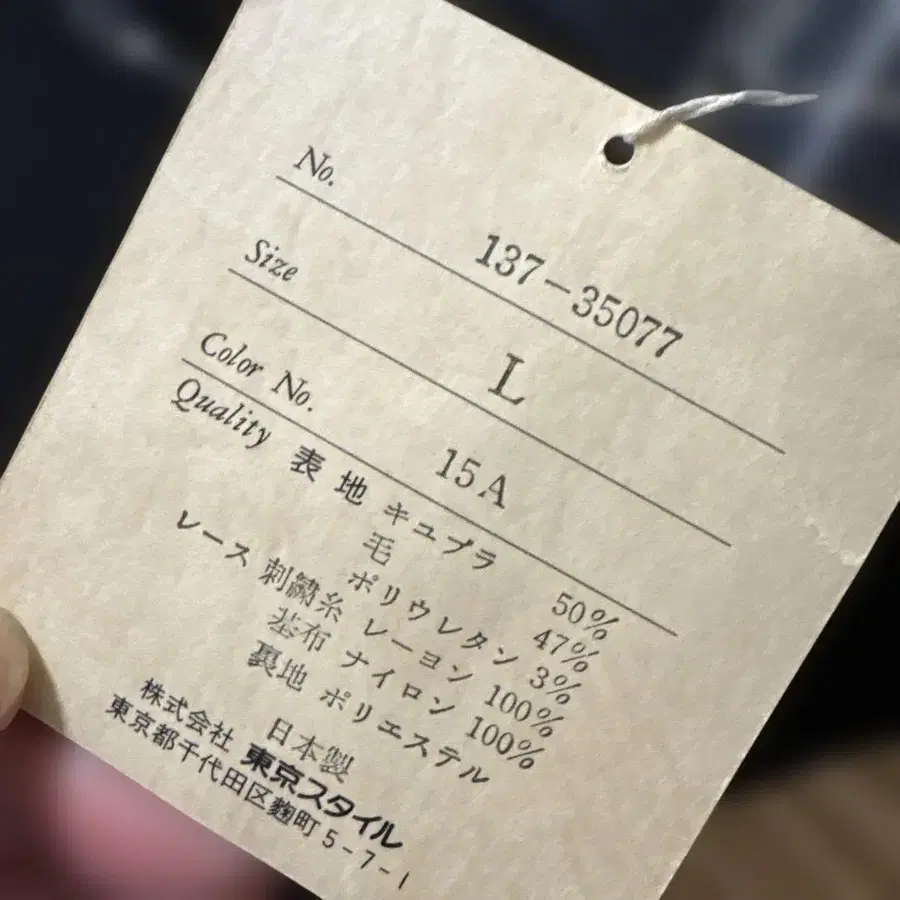 No. 137-35077
Size L
Color No. 15A
Quality 表地 キュプラ 50%
毛 47%
ポリウレタン 3%
レース 刺繍糸 レーヨン 100%
基布 ナイロン 100%
裏地 ポリエステル
日本製
株式会社 東京スタイル
東京都千代田区麹町5-7-1